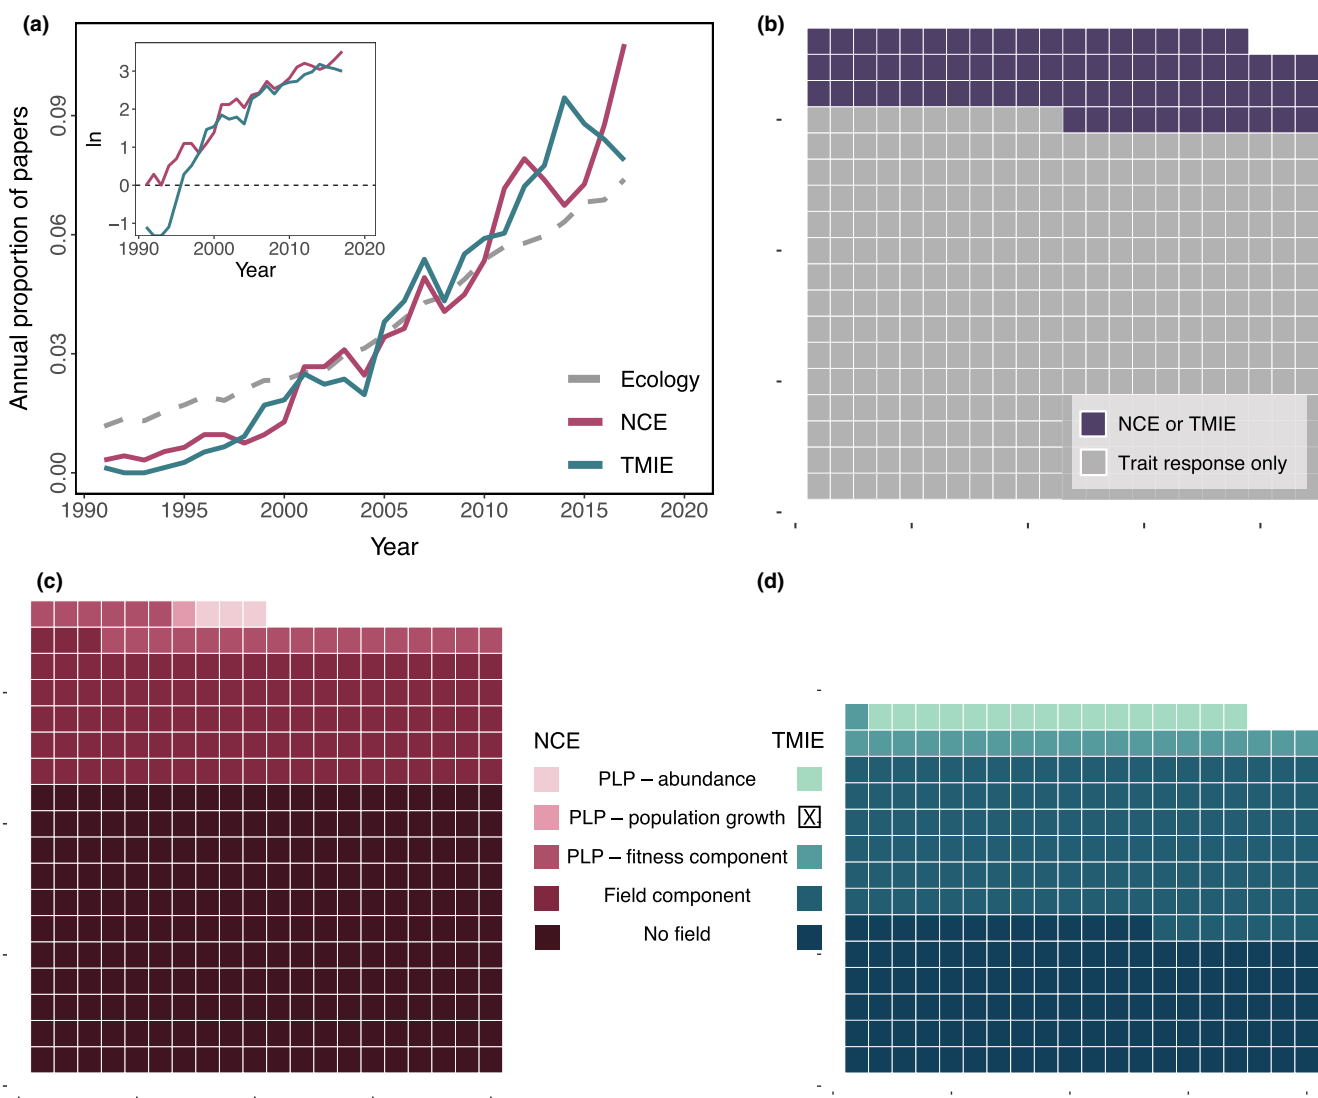 (a)
Annual proportion of papers
0.09
0.06
0.03
0.00
ln
3
2
1
0
−1
1990
2000
2010
2020
Year
Ecology
NCE
TMIE
1990
1995
2000
2005
2010
2015
2020
Year
(b)
NCE or TMIE
Trait response only
(c)
(d)
NCE
TMIE
PLP – abundance
PLP – population growth
X
PLP – fitness component
Field component
No field